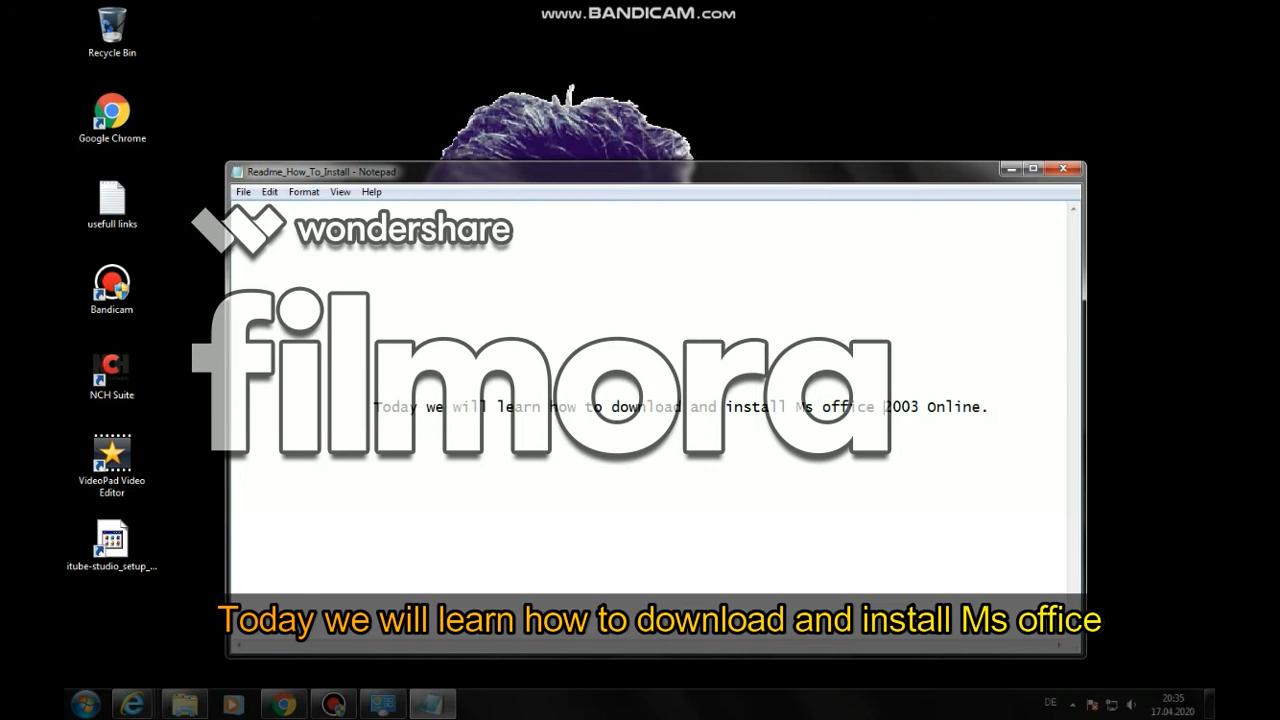 www.BANDICAM.com
Recycle Bin
Google Chrome
usefull links
Bandicam
NCH Suite
VideoPad Video
Editor
itube-studio_setup_...
Readme_How_To_Install - Notepad
File Edit Format View Help
wondershare
filmora
Today we will learn how to download and install Ms office 2003 Online.
Today we will learn how to download and install Ms office
DE
20:35
17.04.2020